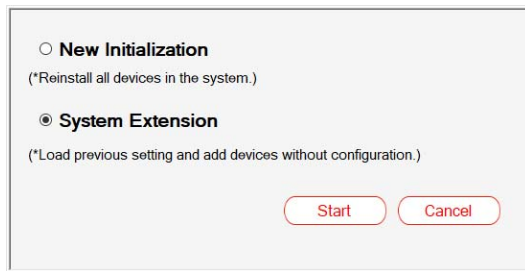 New Initialization
(*Reinstall all devices in the system.)
System Extension
(*Load previous setting and add devices without configuration.)
Start Cancel